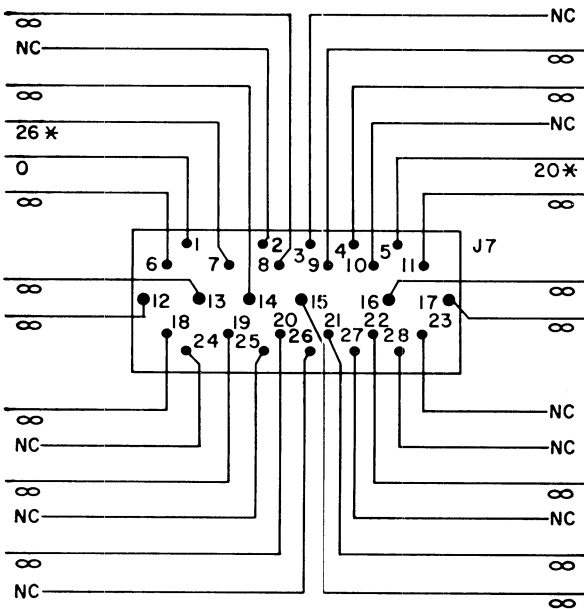 ∞ NC
NC ∞
∞ ∞
26* NC
0 20*
∞ ∞
1 2 3 4 5 J7
6 7 8 9 10 11
∞ ∞
12 13 14 15 16 17
∞ ∞
18 19 20 21 22 23
24 25 26 27 28
∞ NC
NC NC
∞ ∞
NC NC
∞ ∞
NC ∞